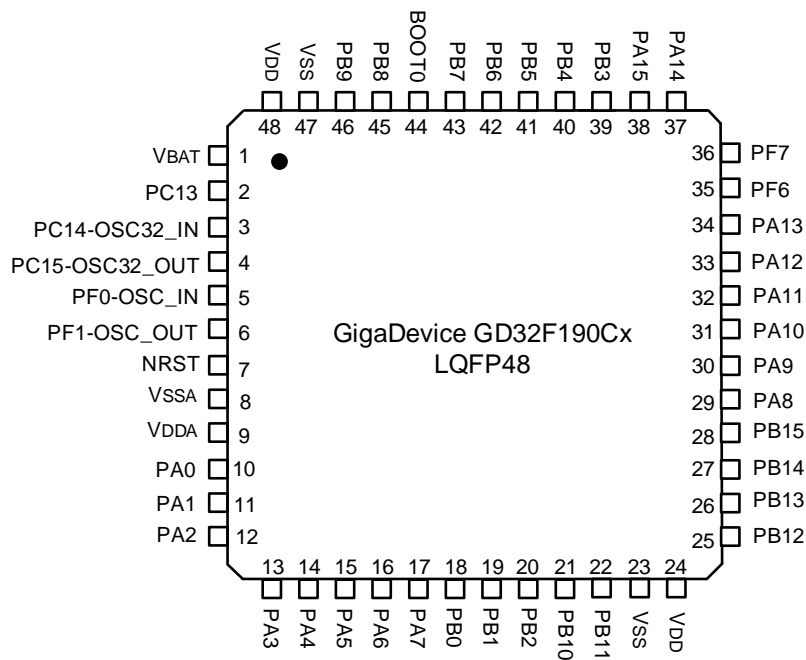 VDD VSS PB9 PB8 BOOT0 PB7 PB6 PB5 PB4 PB3 PA15 PA14
48 47 46 45 44 43 42 41 40 39 38 37
VBAT 1
PC13 2
PC14-OSC32_IN 3
PC15-OSC32_OUT 4
PF0-OSC_IN 5
PF1-OSC_OUT 6
NRST 7
VSSA 8
VDDA 9
PA0 10
PA1 11
PA2 12
GigaDevice GD32F190Cx
LQFP48
36 PF7
35 PF6
34 PA13
33 PA12
32 PA11
31 PA10
30 PA9
29 PA8
28 PB15
27 PB14
26 PB13
25 PB12
13 14 15 16 17 18 19 20 21 22 23 24
PA3 PA4 PA5 PA6 PA7 PB0 PB1 PB2 PB10 PB11 VSS VDD